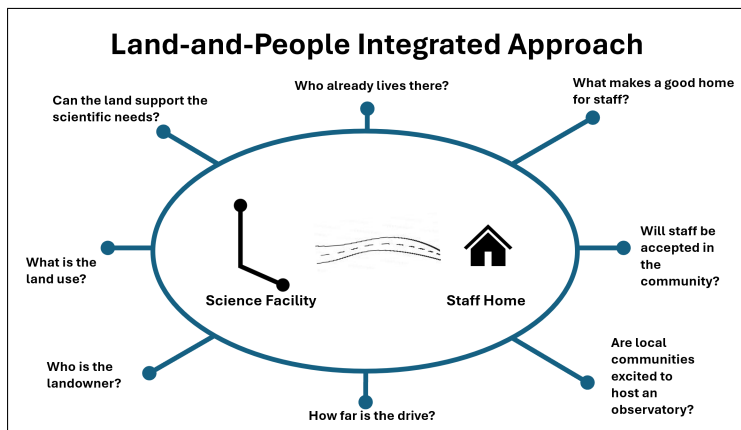 Land-and-People Integrated Approach
Who already lives there?
What makes a good home
for staff?
Can the land support the
scientific needs?
Will staff be
accepted in
the
community?
What is the
land use?
Science Facility
Staff Home
Are local
communities
excited to
host an
observatory?
Who is the
landowner?
How far is the drive?